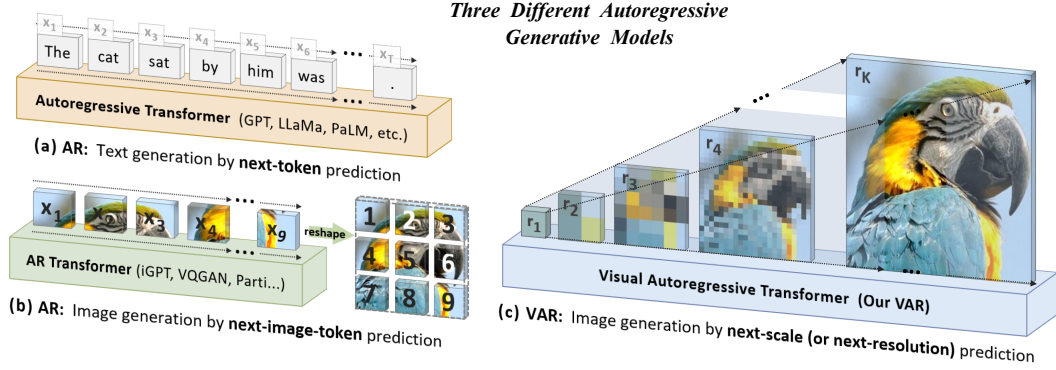 Three Different Autoregressive
Generative Models
x1 x2 x3 x4 x5 x6 ... xT
The cat sat by him was ... .
Autoregressive Transformer (GPT, LLaMa, PaLM, etc.)
(a) AR: Text generation by next-token prediction
x1 x2 x3 x4 ... x9
reshape
1 2 3
4 5 6
7 8 9
AR Transformer (iGPT, VQGAN, Parti...)
(b) AR: Image generation by next-image-token prediction
r1 r2 r3 r4 ... rK
Visual Autoregressive Transformer (Our VAR)
(c) VAR: Image generation by next-scale (or next-resolution) prediction